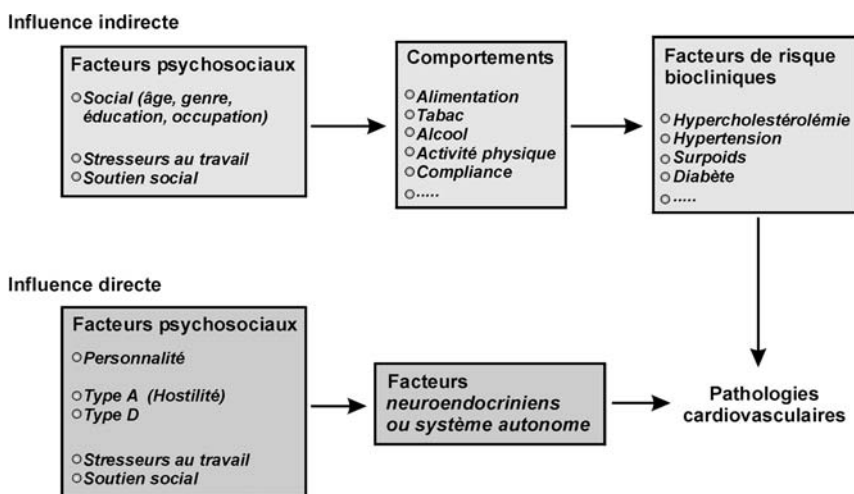 Influence indirecte
Facteurs psychosociaux
Social (âge, genre,
éducation, occupation)
Stresseurs au travail
Soutien social
Comportements
Alimentation
Tabac
Alcool
Activité physique
Compliance
.....
Facteurs de risque
biocliniques
Hypercholestérolémie
Hypertension
Surpoids
Diabète
.....
Influence directe
Facteurs psychosociaux
Personnalité
Type A (Hostilité)
Type D
Stresseurs au travail
Soutien social
Facteurs
neuroendocriniens
ou système autonome
Pathologies
cardiovasculaires